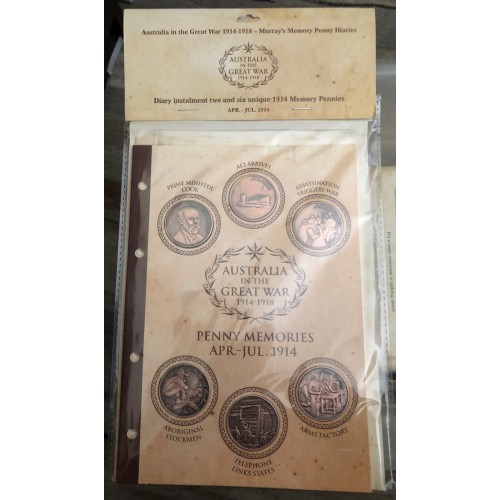 Australia in the Great War 1914-1918 – Murray's Memory Penny Diaries
AUSTRALIA
IN THE
GREAT WAR
1914-1918
Diary instalment two and six unique 1914 Memory Pennies
APR.- JUL. 1914
PRIME MINISTER
COOK
AE2 ARRIVES
ASSASSINATION
TRIGGERS WAR
AUSTRALIA
IN THE
GREAT WAR
1914-1918
PENNY MEMORIES
APR.-JUL. 1914
ABORIGINAL
STOCKMEN
TELEPHONE
LINKS STATES
ARMS FACTORY